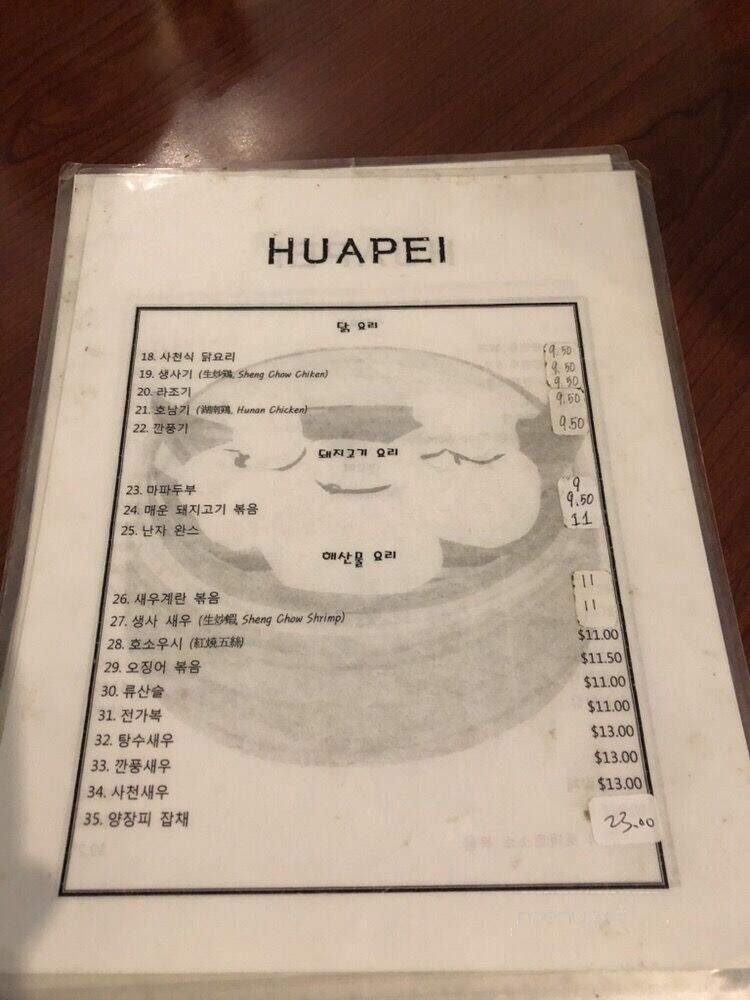 HUAPEI
닭 요리
18. 사천식 닭요리 9.50
19. 생사기 (生炒鷄, Sheng Chow Chiken) 9.50
20. 라조기 9.50
21. 호남기 (湖南鷄, Hunan Chicken) 9.50
22. 깐풍기 9.50
돼지고기 요리
23. 마파두부 9
24. 매운 돼지고기 볶음 9.50
25. 난자 완스 11
해산물 요리
26. 새우계란 볶음 11
27. 생사 새우 (生炒蝦, Sheng Chow Shrimp) 11
28. 호소우시 (紅燒五絲) $11.00
29. 오징어 볶음 $11.50
30. 류산슬 $11.00
31. 전가복 $11.00
32. 탕수새우 $13.00
33. 깐풍새우 $13.00
34. 사천새우 $13.00
35. 양장피 잡채 23.00